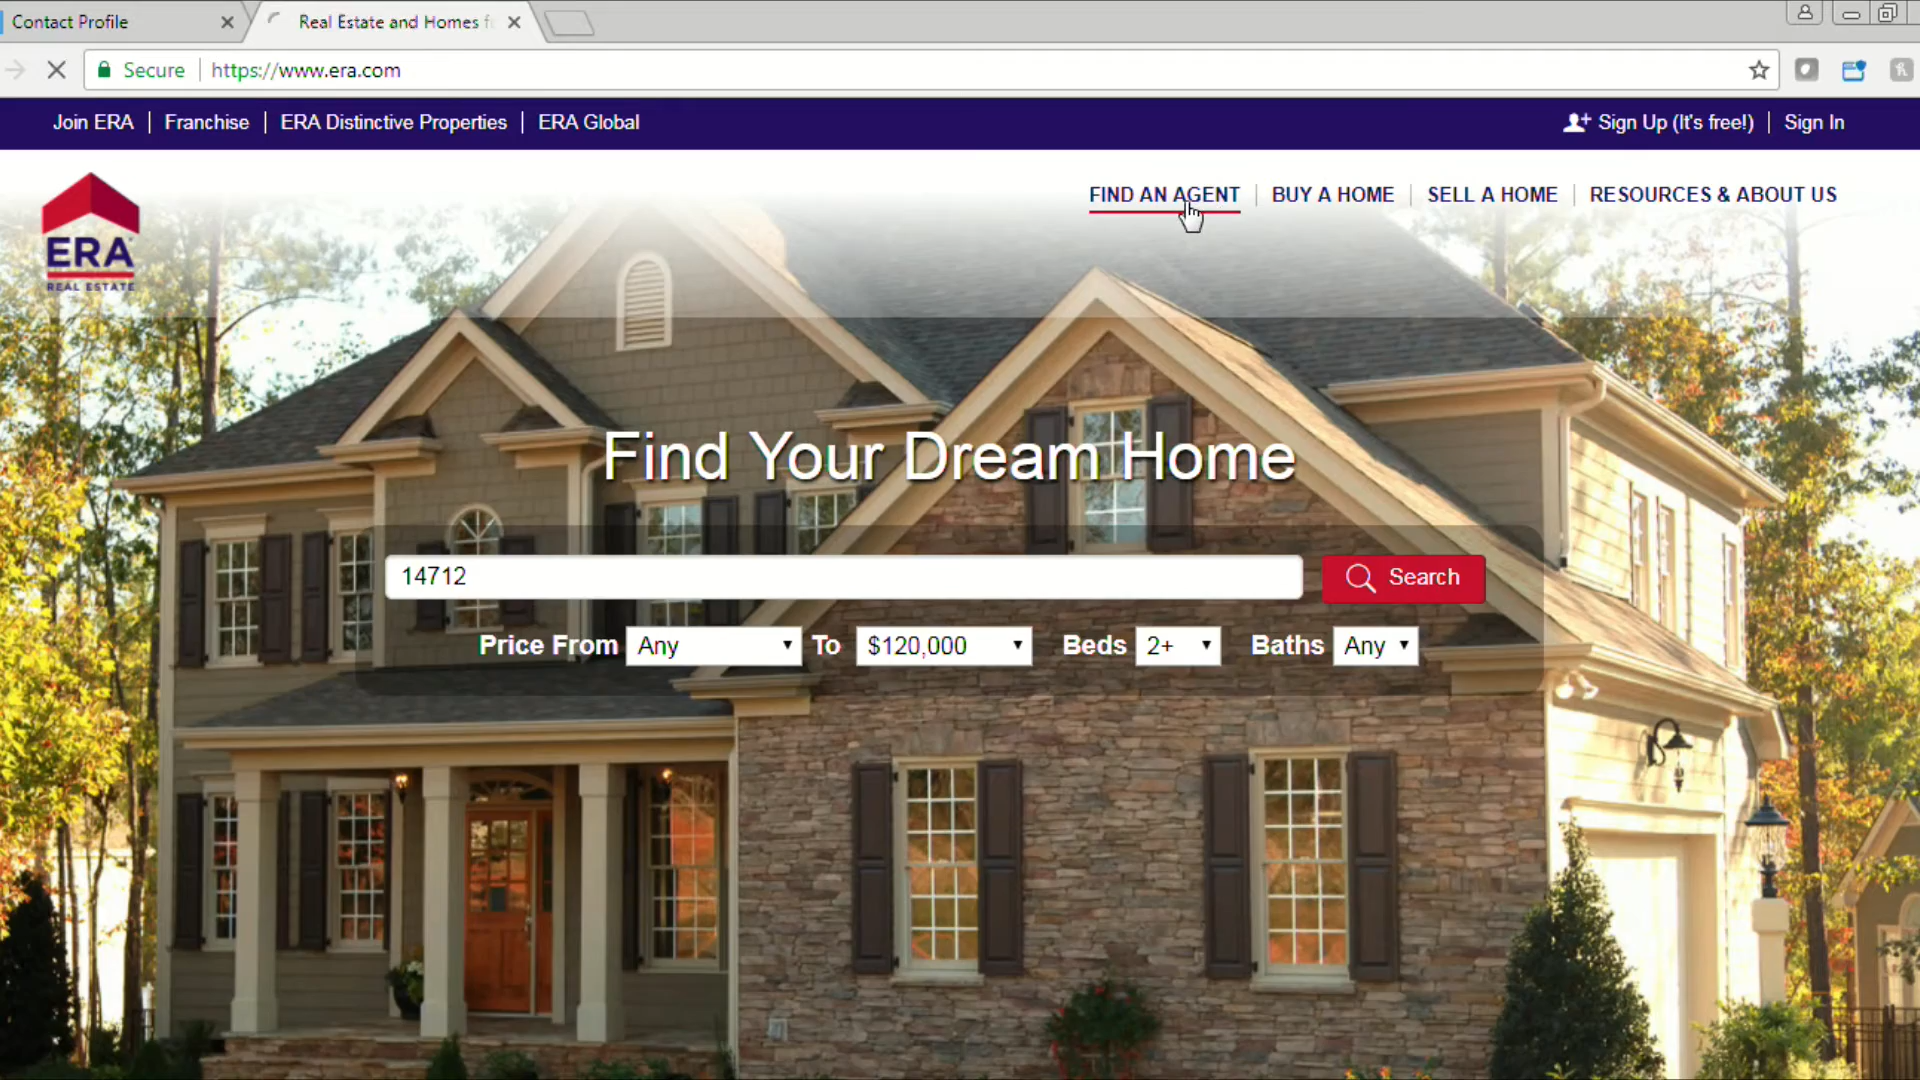 Contact Profile
Real Estate and Homes f
Secure
https://www.era.com
Join ERA
Franchise
ERA Distinctive Properties
ERA Global
Sign Up (It's free!)
Sign In
FIND AN AGENT
BUY A HOME
SELL A HOME
RESOURCES & ABOUT US
ERA
REAL ESTATE
Find Your Dream Home
14712
Search
Price From Any To $120,000 Beds 2+ Baths Any